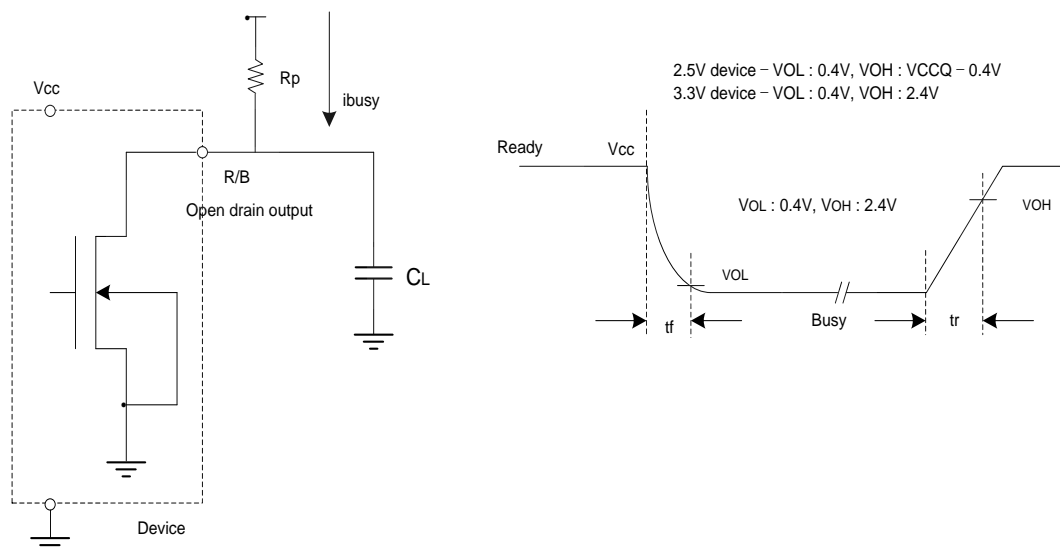 Rp
Vcc
ibusy
R/B
Open drain output
CL
Device
2.5V device – VOL : 0.4V, VOH : VCCQ – 0.4V
3.3V device – VOL : 0.4V, VOH : 2.4V
Ready
Vcc
VOL : 0.4V, VOH : 2.4V
VOH
VOL
Busy
tf
tr